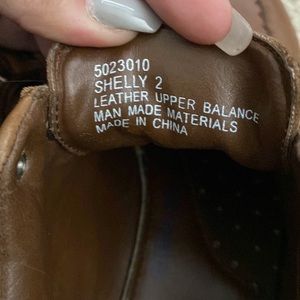 5023010
SHELLY 2
LEATHER UPPER BALANCE
MAN MADE MATERIALS
MADE IN CHINA